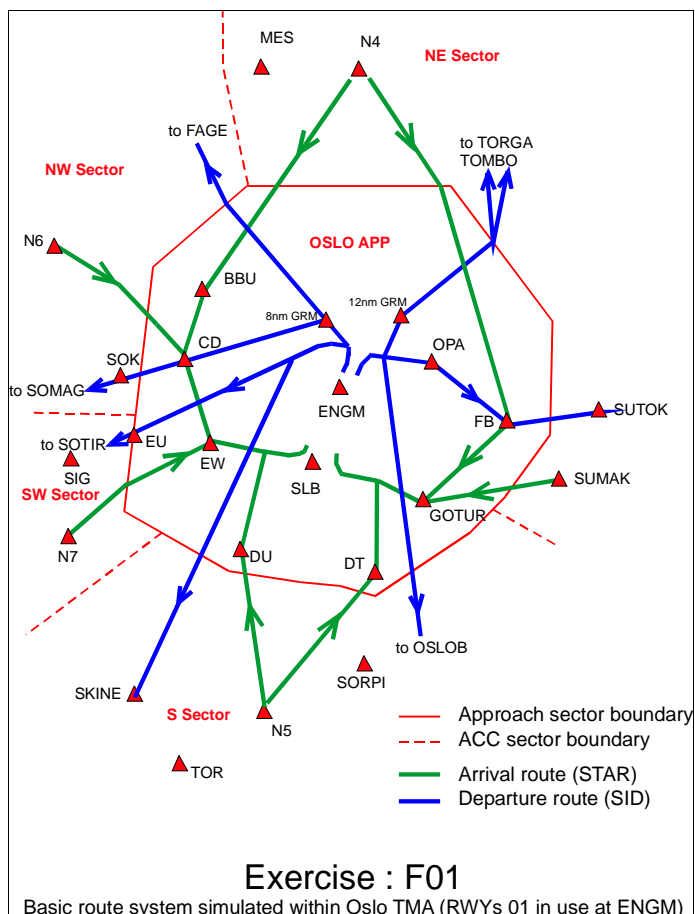 MES
N4
NE Sector
to FAGE
to TORGA
TOMBO
NW Sector
N6
OSLO APP
BBU
8nm GRM
12nm GRM
CD
OPA
SOK
to SOMAG
ENGM
SUTOK
FB
EU
to SOTIR
EW
SIG
SLB
SUMAK
SW Sector
GOTUR
N7
DU
DT
to OSLOB
SORPI
SKINE
S Sector
N5
TOR
Approach sector boundary
ACC sector boundary
Arrival route (STAR)
Departure route (SID)
Exercise : F01
Basic route system simulated within Oslo TMA (RWYs 01 in use at ENGM)